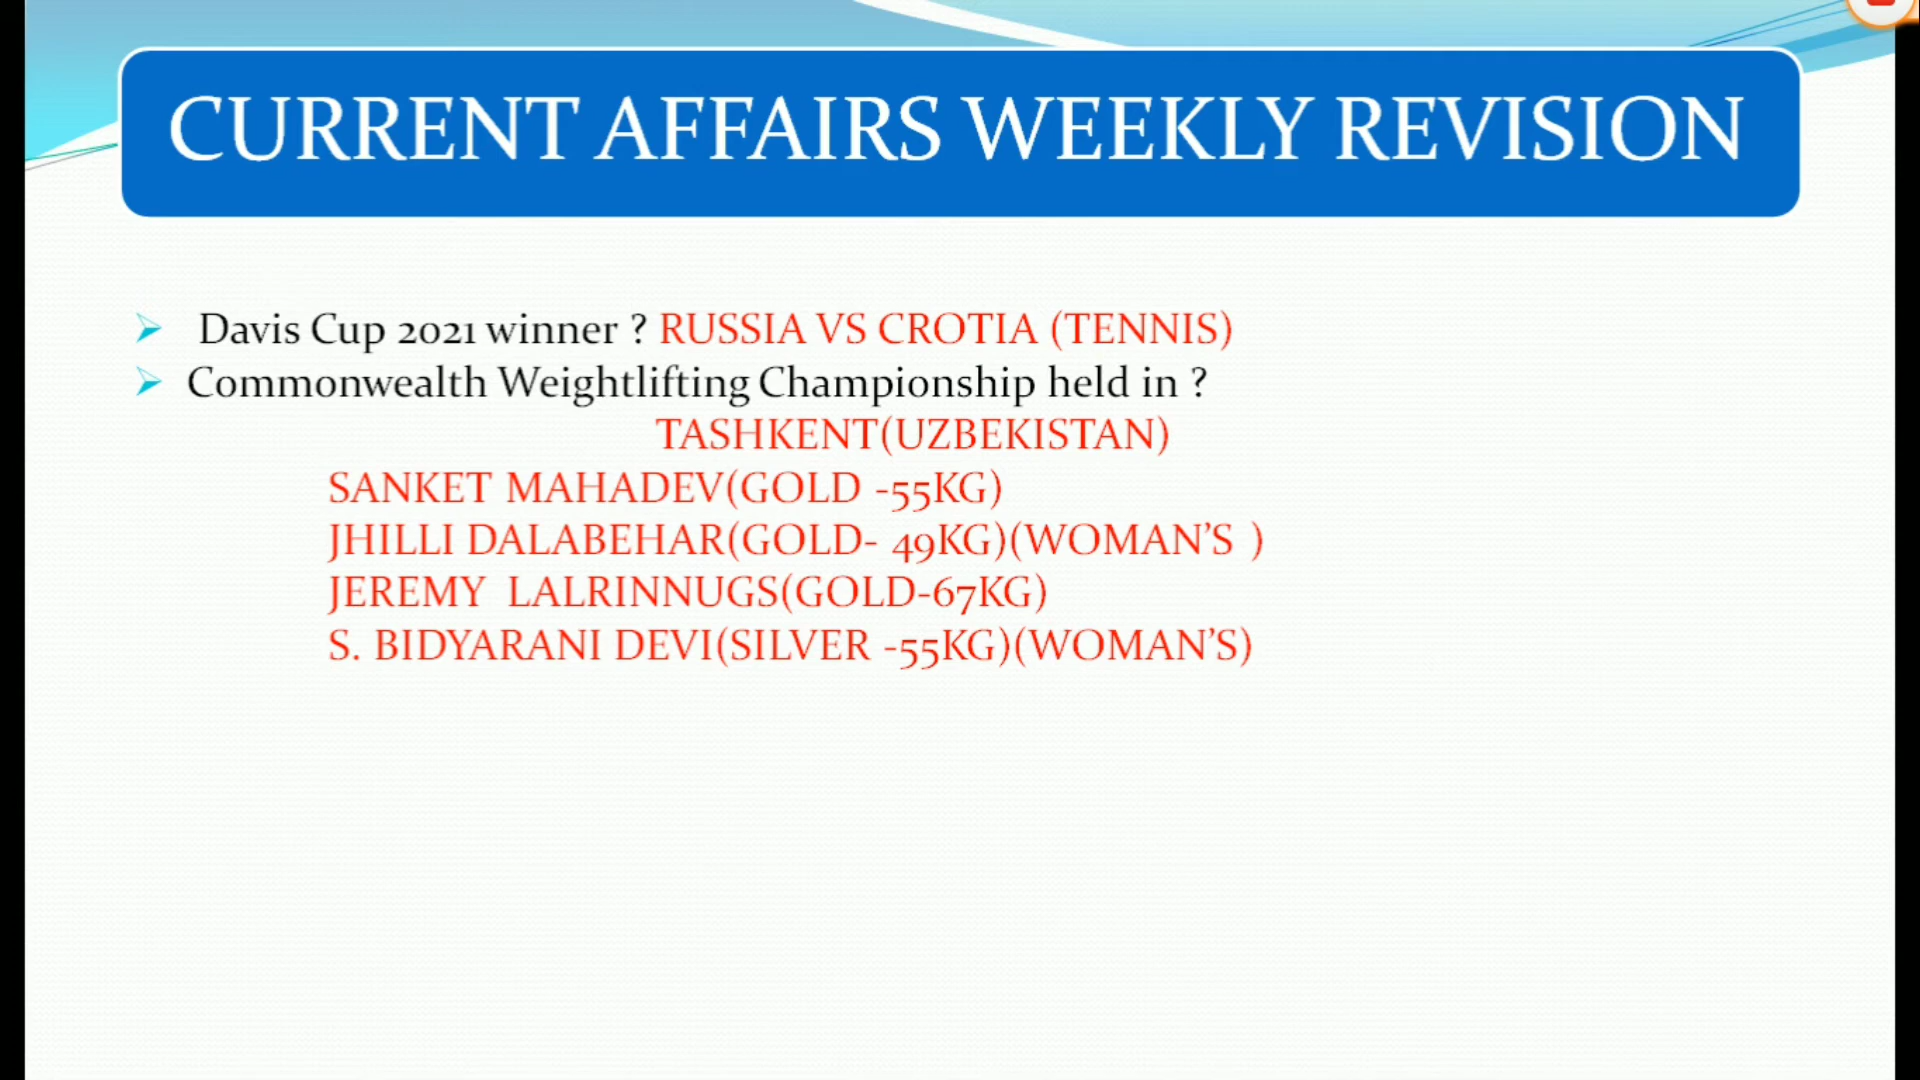 CURRENT AFFAIRS WEEKLY REVISION
Davis Cup 2021 winner ? RUSSIA VS CROTIA (TENNIS)
Commonwealth Weightlifting Championship held in ?
TASHKENT(UZBEKISTAN)
SANKET MAHADEV(GOLD -55KG)
JHILLI DALABEHAR(GOLD- 49KG)(WOMAN'S )
JEREMY LALRINNUGS(GOLD-67KG)
S. BIDYARANI DEVI(SILVER -55KG)(WOMAN'S)